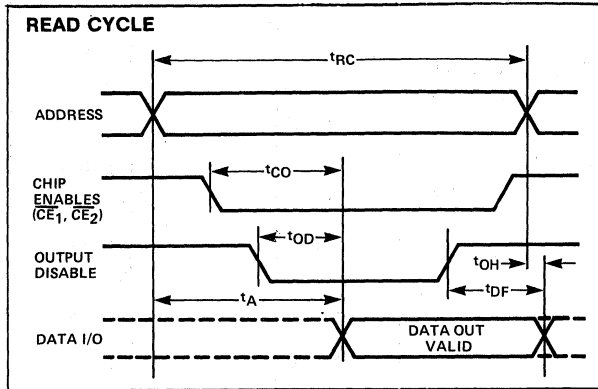 READ CYCLE
tRC
ADDRESS
tCO
CHIP
ENABLES
(CE1, CE2)
tOD
OUTPUT
DISABLE
tOH
tDF
tA
DATA I/O
DATA OUT
VALID